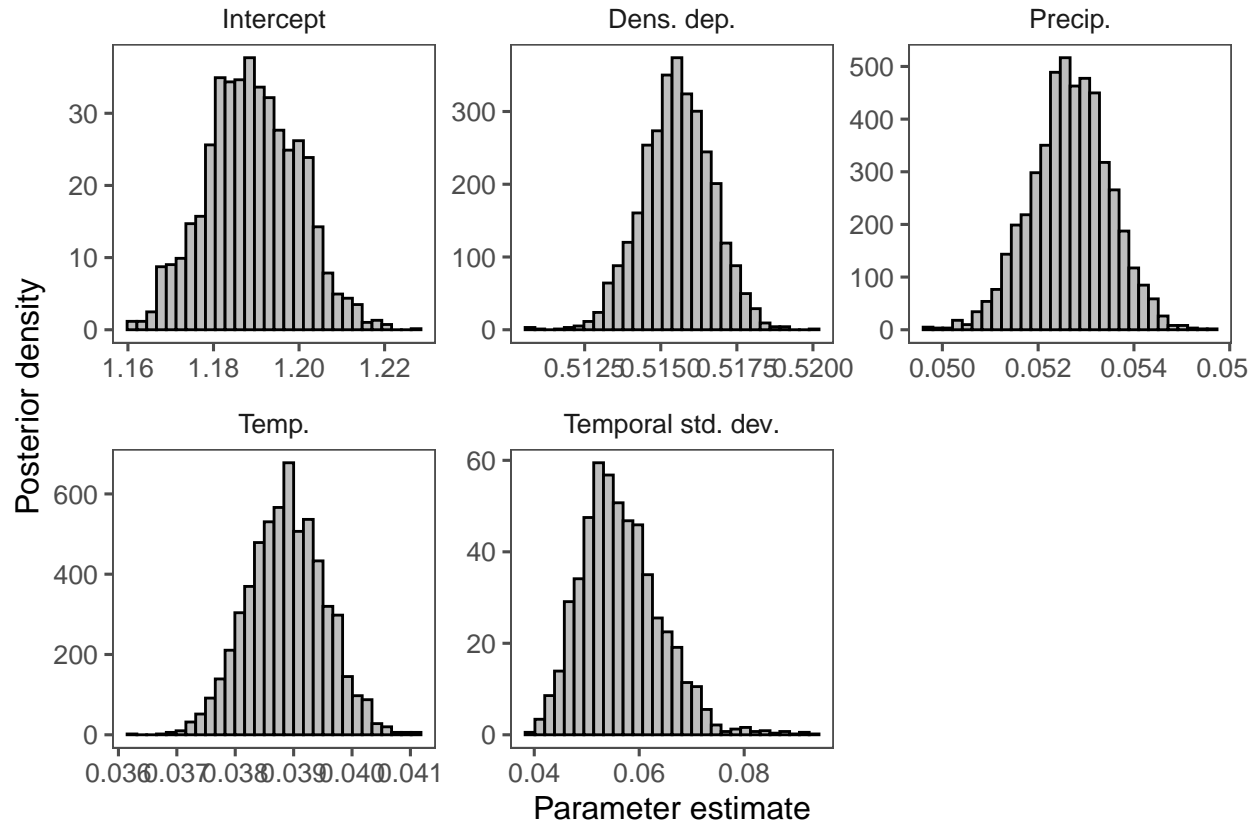 Intercept
Dens. dep.
Precip.
30
20
10
0
1.16 1.18 1.20 1.22
300
200
100
0
0.5125 0.5150 0.5175 0.5200
500
400
300
200
100
0
0.050 0.052 0.054 0.05
Posterior density
Temp.
Temporal std. dev.
600
400
200
0
0.036 0.037 0.038 0.039 0.040 0.041
60
40
20
0
0.04 0.06 0.08
Parameter estimate